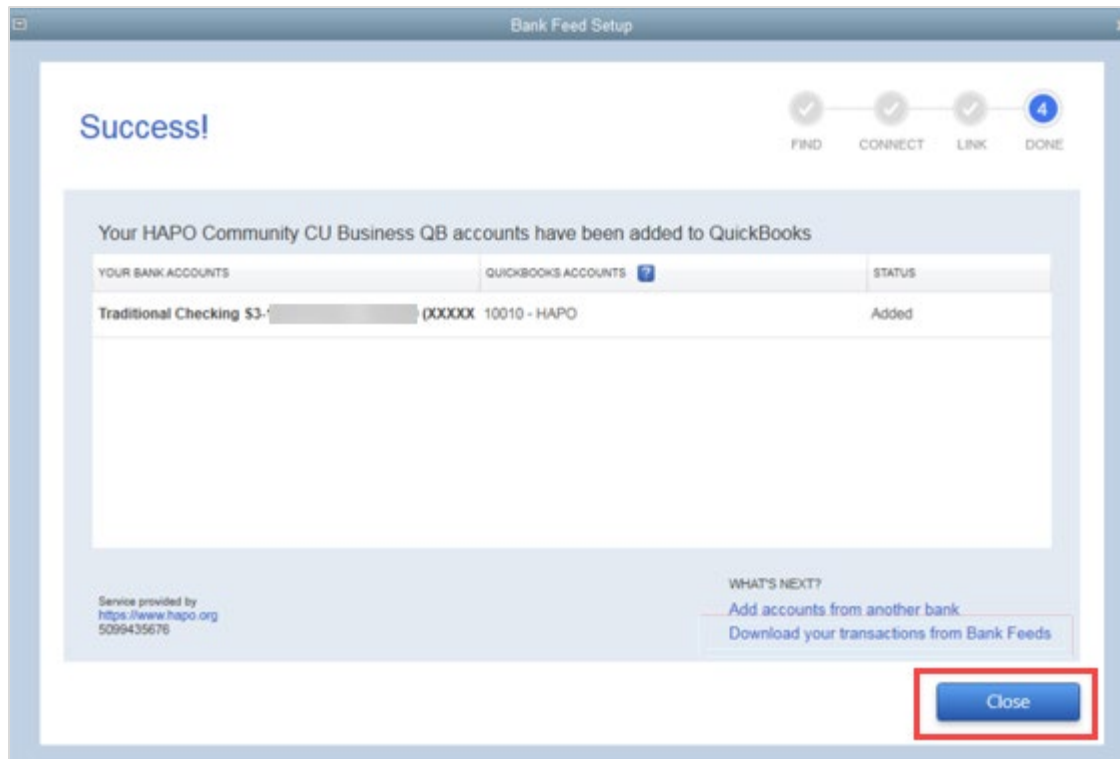 Bank Feed Setup
Success!
4
FIND CONNECT LINK DONE
Your HAPO Community CU Business QB accounts have been added to QuickBooks
YOUR BANK ACCOUNTS QUICKBOOKS ACCOUNTS ? STATUS
Traditional Checking S3- (XXXXX 10010 - HAPO Added
WHAT'S NEXT?
Add accounts from another bank
Download your transactions from Bank Feeds
Service provided by
https://www.hapo.org
5099435676
Close